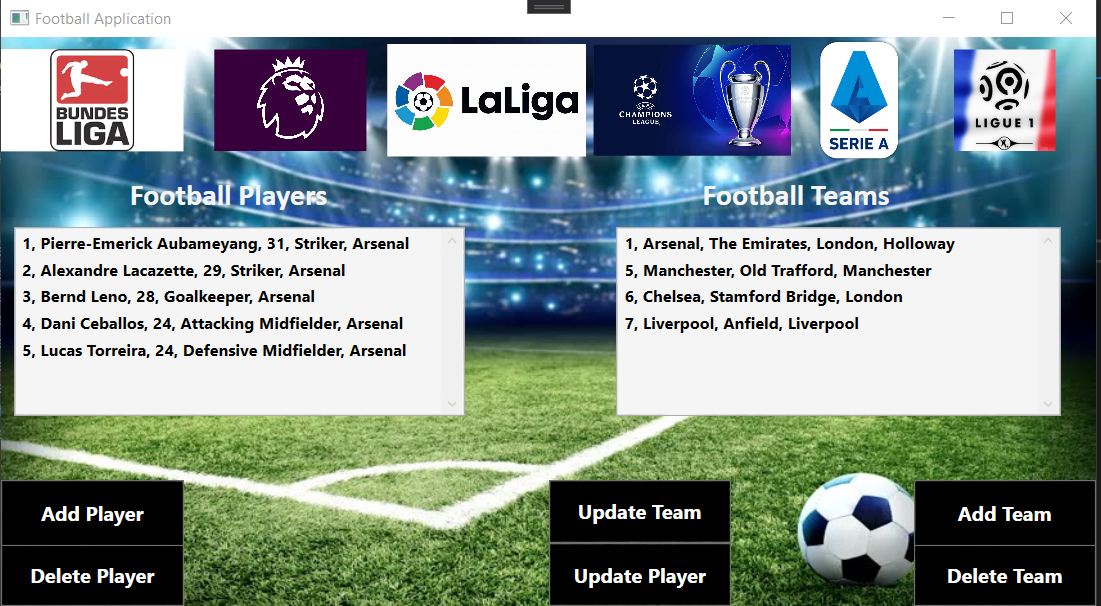 Football Application
BUNDES
LIGA
LaLiga
CHAMPIONS
LEAGUE
SERIE A
LIGUE 1
Football Players
Football Teams
1, Pierre-Emerick Aubameyang, 31, Striker, Arsenal
2, Alexandre Lacazette, 29, Striker, Arsenal
3, Bernd Leno, 28, Goalkeeper, Arsenal
4, Dani Ceballos, 24, Attacking Midfielder, Arsenal
5, Lucas Torreira, 24, Defensive Midfielder, Arsenal
1, Arsenal, The Emirates, London, Holloway
5, Manchester, Old Trafford, Manchester
6, Chelsea, Stamford Bridge, London
7, Liverpool, Anfield, Liverpool
Add Player
Update Team
Add Team
Delete Player
Update Player
Delete Team